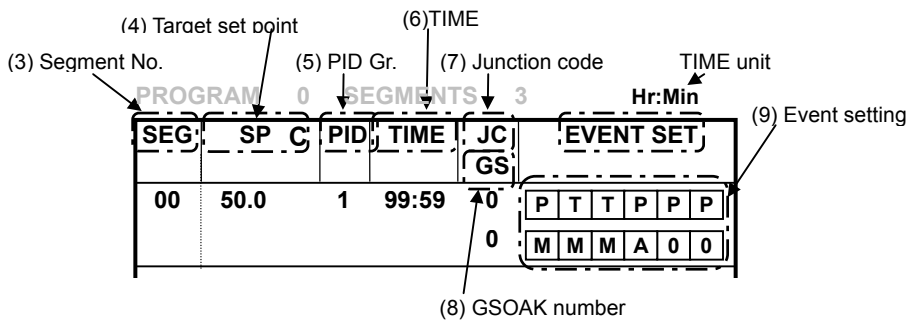 (6)TIME
(4) Target set point
(3) Segment No. (5) PID Gr. (7) Junction code TIME unit
PROGRAM 0 SEGMENTS 3 Hr:Min
(9) Event setting
SEG SP C PID TIME JC EVENT SET
GS
00 50.0 1 99:59 0 P T T P P P
0 M M M A 0 0
(8) GSOAK number